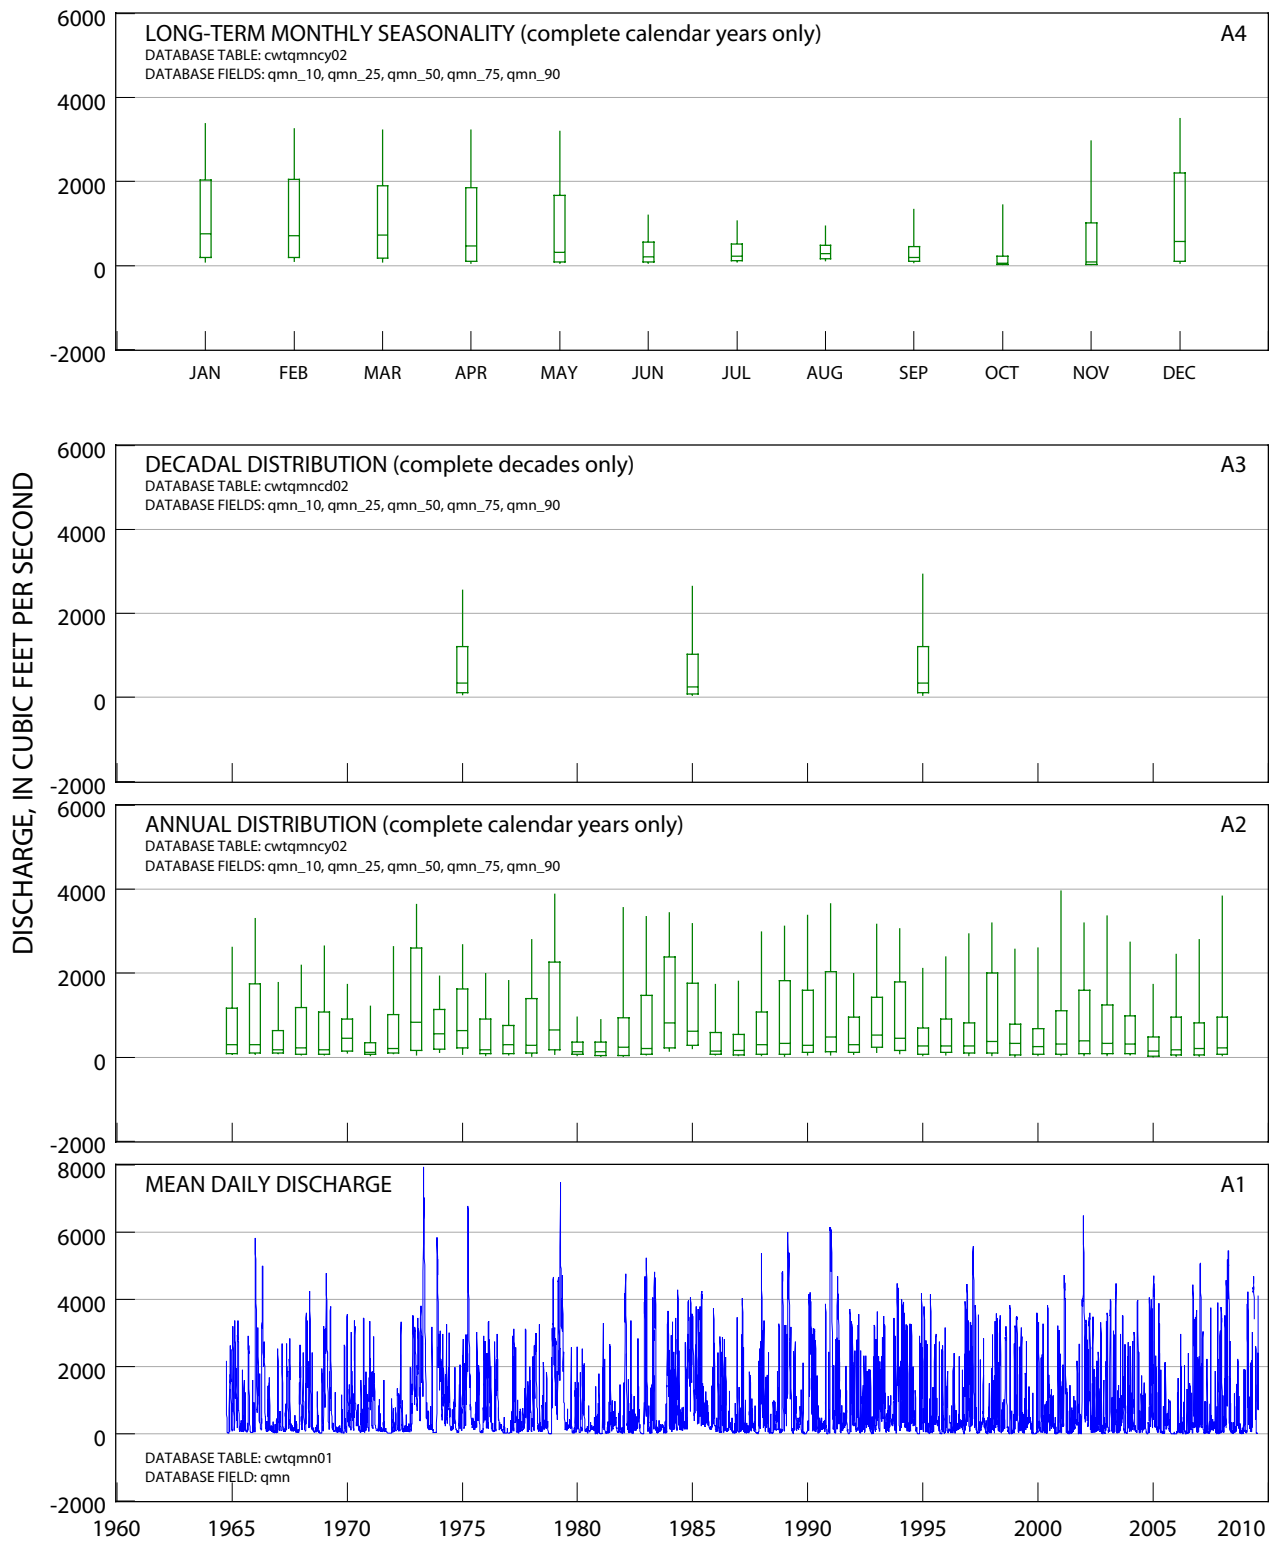 DISCHARGE, IN CUBIC FEET PER SECOND
LONG-TERM MONTHLY SEASONALITY (complete calendar years only)
A4
DATABASE TABLE: cwtqmncy02
DATABASE FIELDS: qmn_10, qmn_25, qmn_50, qmn_75, qmn_90
6000
4000
2000
0
-2000
JAN FEB MAR APR MAY JUN JUL AUG SEP OCT NOV DEC
DECADAL DISTRIBUTION (complete decades only)
A3
DATABASE TABLE: cwtqmncd02
DATABASE FIELDS: qmn_10, qmn_25, qmn_50, qmn_75, qmn_90
6000
4000
2000
0
-2000
ANNUAL DISTRIBUTION (complete calendar years only)
A2
DATABASE TABLE: cwtqmncy02
DATABASE FIELDS: qmn_10, qmn_25, qmn_50, qmn_75, qmn_90
6000
4000
2000
0
-2000
MEAN DAILY DISCHARGE
A1
8000
6000
4000
2000
0
-2000
DATABASE TABLE: cwtqmn01
DATABASE FIELD: qmn
1960 1965 1970 1975 1980 1985 1990 1995 2000 2005 2010